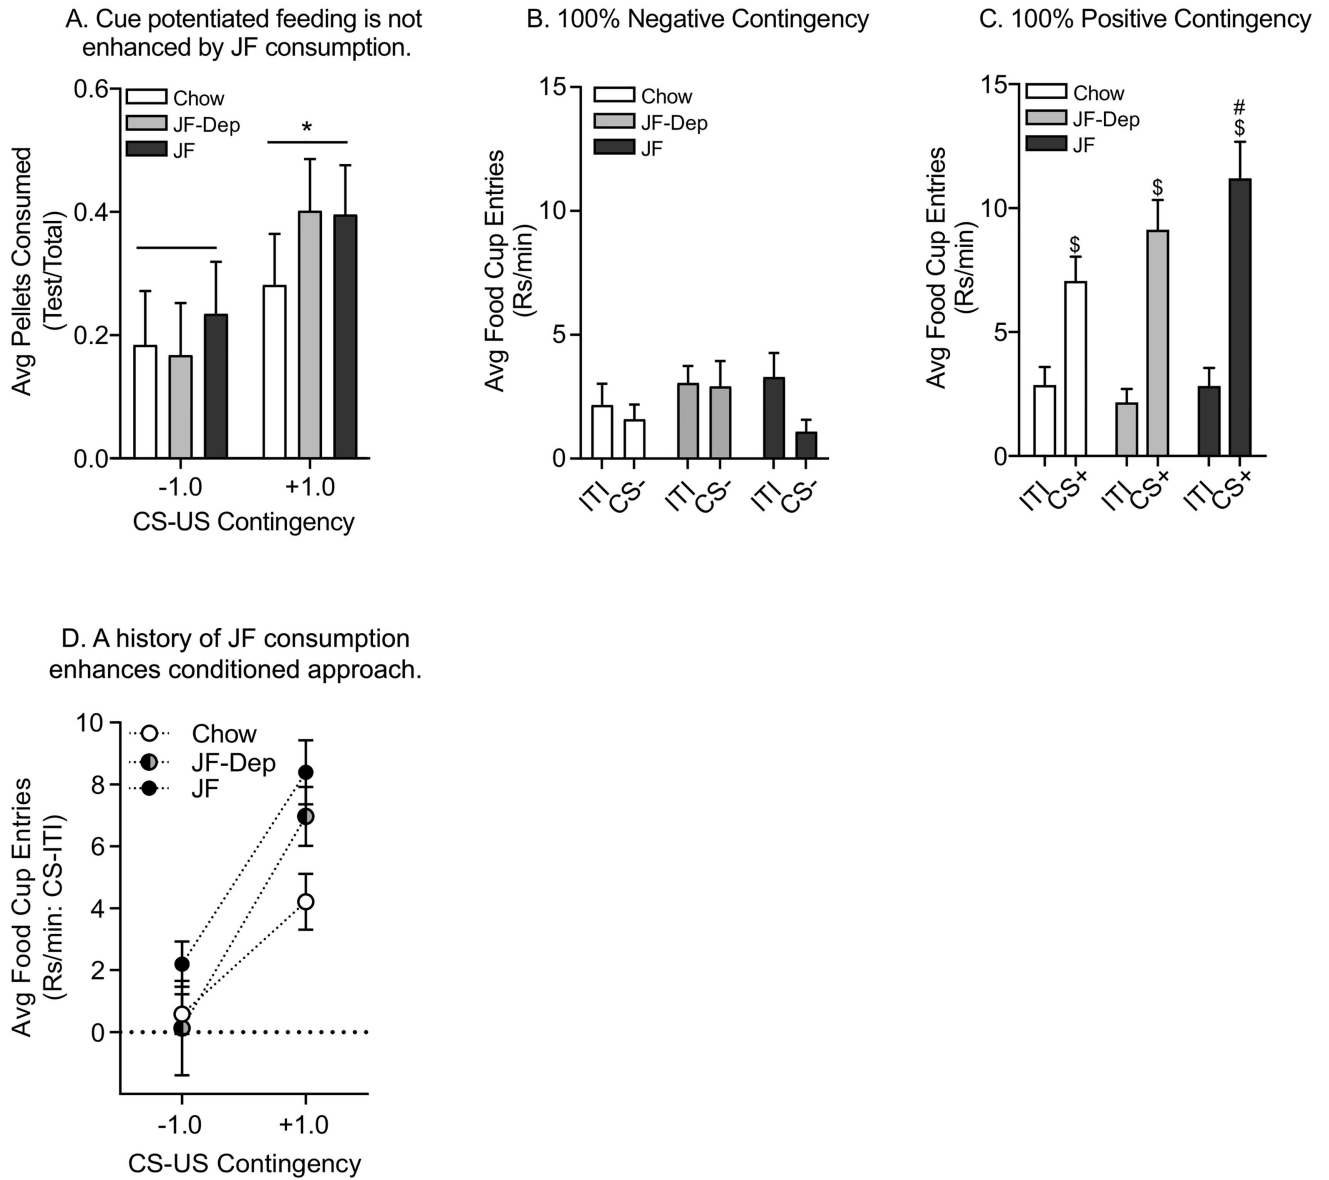 A. Cue potentiated feeding is not
enhanced by JF consumption.
0.6
0.4
0.2
0.0
Avg Pellets Consumed
(Test/Total)
Chow
JF-Dep
JF
*
-1.0
+1.0
CS-US Contingency
B. 100% Negative Contingency
15
10
5
0
Avg Food Cup Entries
(Rs/min)
Chow
JF-Dep
JF
ITI
CS-
ITI
CS-
ITI
CS-
C. 100% Positive Contingency
15
10
5
0
Avg Food Cup Entries
(Rs/min)
Chow
JF-Dep
JF
$
$
#
$
ITI
CS+
ITI
CS+
ITI
CS+
D. A history of JF consumption
enhances conditioned approach.
10
8
6
4
2
0
Avg Food Cup Entries
(Rs/min: CS-ITI)
Chow
JF-Dep
JF
-1.0
+1.0
CS-US Contingency